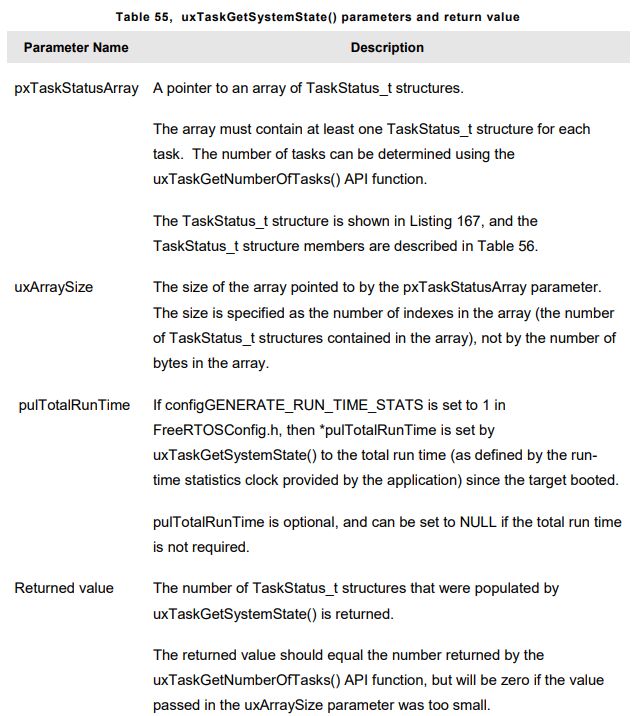 Table 55, uxTaskGetSystemState() parameters and return value
Parameter Name Description
pxTaskStatusArray A pointer to an array of TaskStatus_t structures.
The array must contain at least one TaskStatus_t structure for each
task. The number of tasks can be determined using the
uxTaskGetNumberOfTasks() API function.
The TaskStatus_t structure is shown in Listing 167, and the
TaskStatus_t structure members are described in Table 56.
uxArraySize The size of the array pointed to by the pxTaskStatusArray parameter.
The size is specified as the number of indexes in the array (the number
of TaskStatus_t structures contained in the array), not by the number of
bytes in the array.
pulTotalRunTime If configGENERATE_RUN_TIME_STATS is set to 1 in
FreeRTOSConfig.h, then *pulTotalRunTime is set by
uxTaskGetSystemState() to the total run time (as defined by the run-
time statistics clock provided by the application) since the target booted.
pulTotalRunTime is optional, and can be set to NULL if the total run time
is not required.
Returned value The number of TaskStatus_t structures that were populated by
uxTaskGetSystemState() is returned.
The returned value should equal the number returned by the
uxTaskGetNumberOfTasks() API function, but will be zero if the value
passed in the uxArraySize parameter was too small.